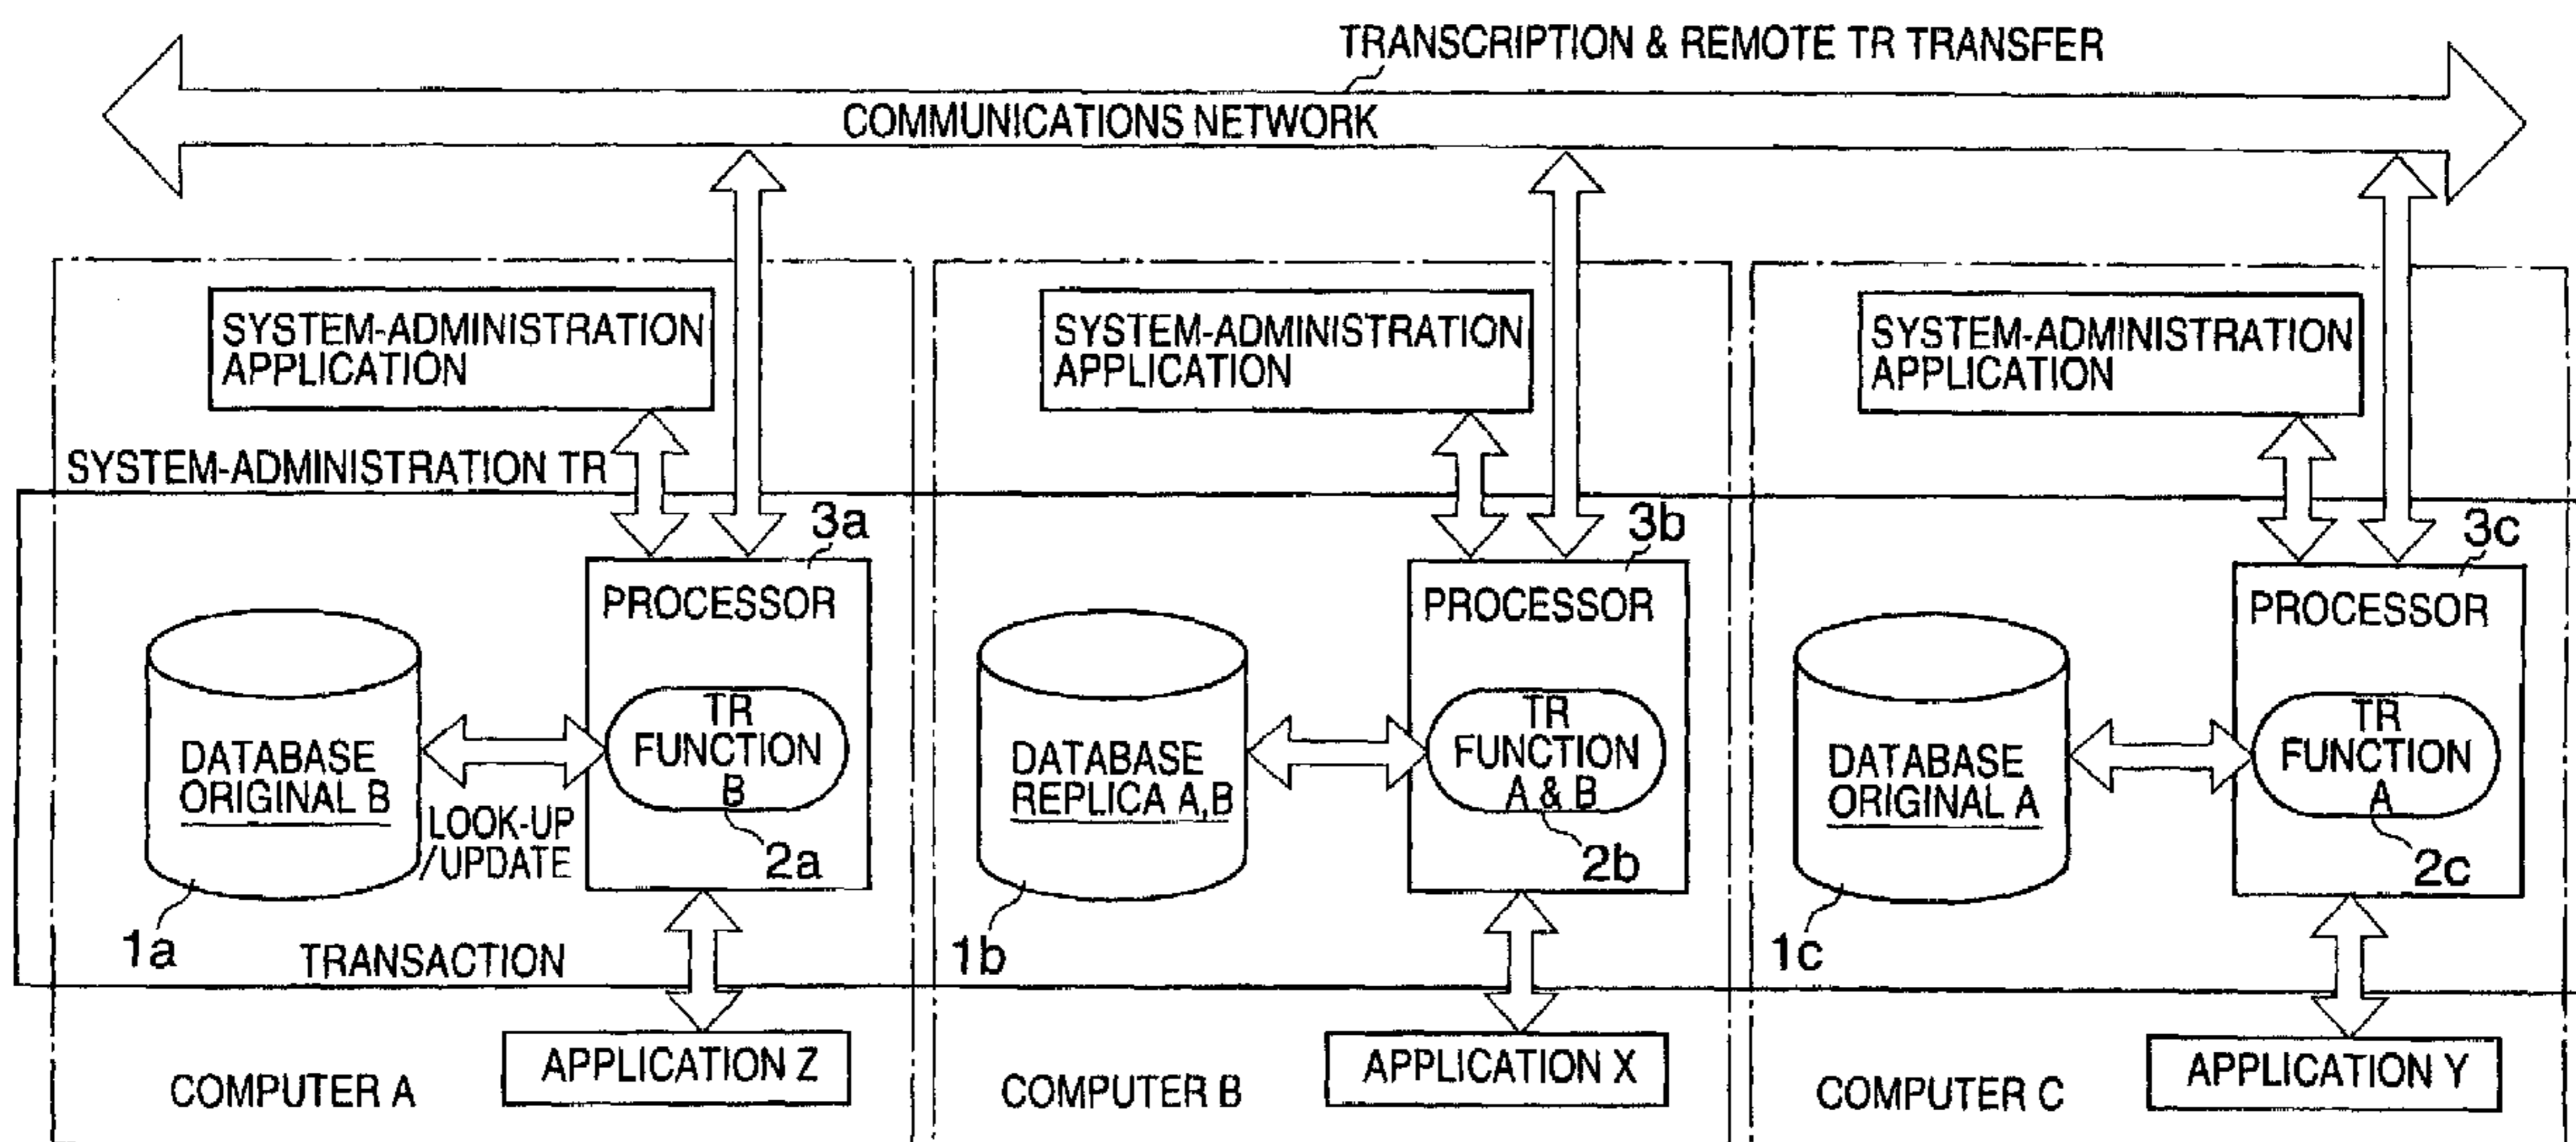 TRANSCRIPTION & REMOTE TR TRANSFER
COMMUNICATIONS NETWORK
SYSTEM-ADMINISTRATION
APPLICATION
SYSTEM-ADMINISTRATION
APPLICATION
SYSTEM-ADMINISTRATION
APPLICATION
SYSTEM-ADMINISTRATION TR
3a
PROCESSOR
DATABASE
ORIGINAL B
TR
FUNCTION
B
LOOK-UP
/UPDATE
2a
1a
TRANSACTION
APPLICATION Z
COMPUTER A
3b
PROCESSOR
DATABASE
REPLICA A,B
TR
FUNCTION
A & B
2b
1b
APPLICATION X
COMPUTER B
3c
PROCESSOR
DATABASE
ORIGINAL A
TR
FUNCTION
A
2c
1c
APPLICATION Y
COMPUTER C